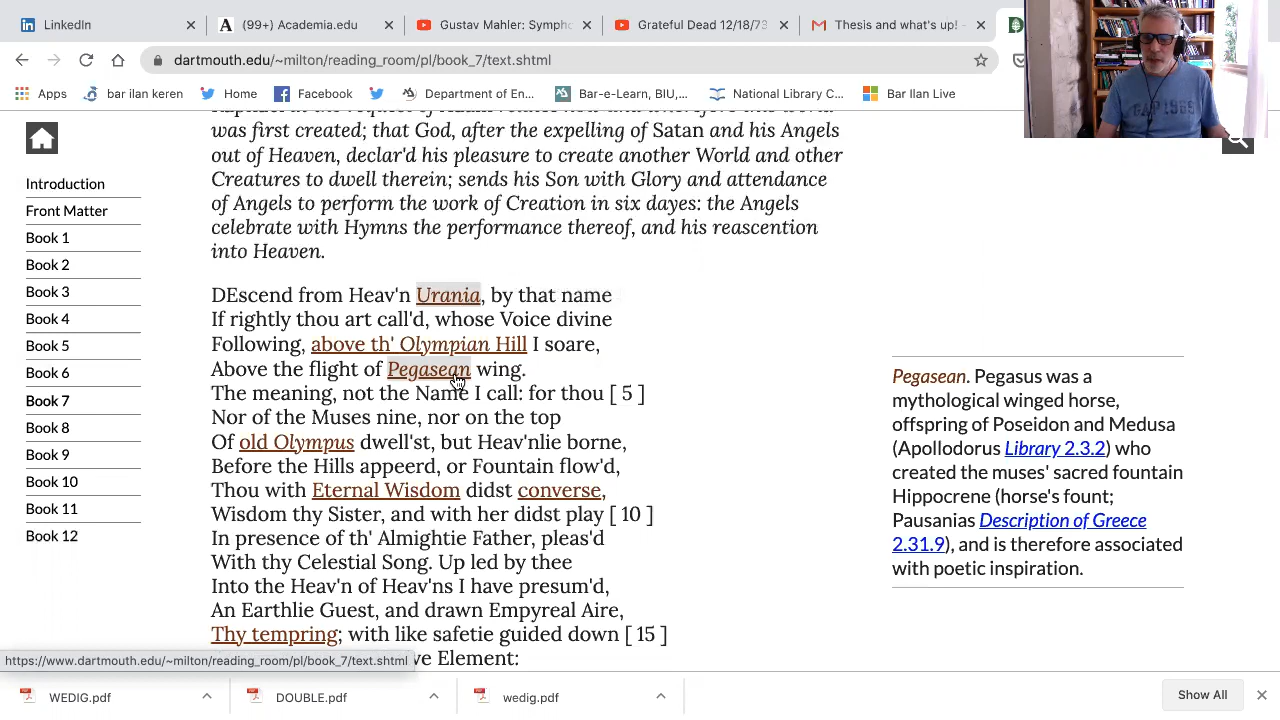 LinkedIn
(99+) Academia.edu
Gustav Mahler: Sympho
Grateful Dead 12/18/73
Thesis and what's up! -
dartmouth.edu/~milton/reading_room/pl/book_7/text.shtml
Apps
bar ilan keren
Home
Facebook
Department of En...
Bar-e-Learn, BIU,...
National Library C...
Bar Ilan Live
Introduction
Front Matter
Book 1
Book 2
Book 3
Book 4
Book 5
Book 6
Book 7
Book 8
Book 9
Book 10
Book 11
Book 12
was first created; that God, after the expelling of Satan and his Angels
out of Heaven, declar'd his pleasure to create another World and other
Creatures to dwell therein; sends his Son with Glory and attendance
of Angels to perform the work of Creation in six dayes: the Angels
celebrate with Hymns the performance thereof, and his reascention
into Heaven.
DEscend from Heav'n Urania, by that name
If rightly thou art call'd, whose Voice divine
Following, above th' Olympian Hill I soare,
Above the flight of Pegasean wing.
The meaning, not the Name I call: for thou [ 5 ]
Nor of the Muses nine, nor on the top
Of old Olympus dwell'st, but Heav'nlie borne,
Before the Hills appeerd, or Fountain flow'd,
Thou with Eternal Wisdom didst converse,
Wisdom thy Sister, and with her didst play [ 10 ]
In presence of th' Almightie Father, pleas'd
With thy Celestial Song. Up led by thee
Into the Heav'n of Heav'ns I have presum'd,
An Earthlie Guest, and drawn Empyreal Aire,
Thy tempring; with like safetie guided down [ 15 ]
ve Element:
Pegasean. Pegasus was a
mythological winged horse,
offspring of Poseidon and Medusa
(Apollodorus Library 2.3.2) who
created the muses' sacred fountain
Hippocrene (horse's fount;
Pausanias Description of Greece
2.31.9), and is therefore associated
with poetic inspiration.
https://www.dartmouth.edu/~milton/reading_room/pl/book_7/text.shtml
WEDIG.pdf
DOUBLE.pdf
wedig.pdf
Show All